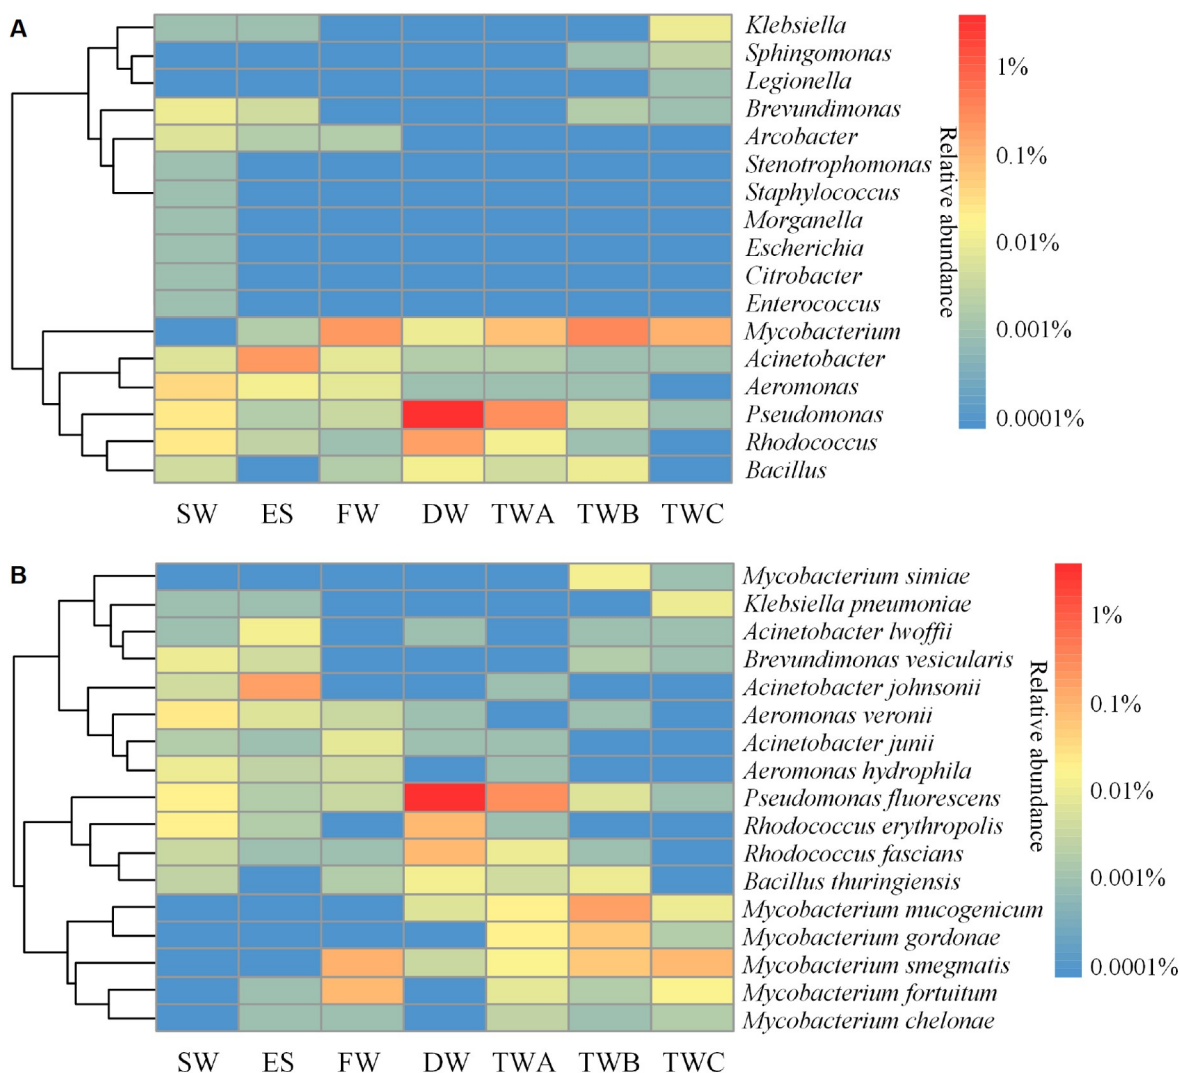 A
Klebsiella
Sphingomonas
Legionella
Brevundimonas
Arcobacter
Stenotrophomonas
Staphylococcus
Morganella
Escherichia
Citrobacter
Enterococcus
Mycobacterium
Acinetobacter
Aeromonas
Pseudomonas
Rhodococcus
Bacillus
SW ES FW DW TWA TWB TWC
Relative abundance
1%
0.1%
0.01%
0.001%
0.0001%
B
Mycobacterium simiae
Klebsiella pneumoniae
Acinetobacter lwoffii
Brevundimonas vesicularis
Acinetobacter johnsonii
Aeromonas veronii
Acinetobacter junii
Aeromonas hydrophila
Pseudomonas fluorescens
Rhodococcus erythropolis
Rhodococcus fascians
Bacillus thuringiensis
Mycobacterium mucogenicum
Mycobacterium gordonae
Mycobacterium smegmatis
Mycobacterium fortuitum
Mycobacterium chelonae
SW ES FW DW TWA TWB TWC
Relative abundance
1%
0.1%
0.01%
0.001%
0.0001%